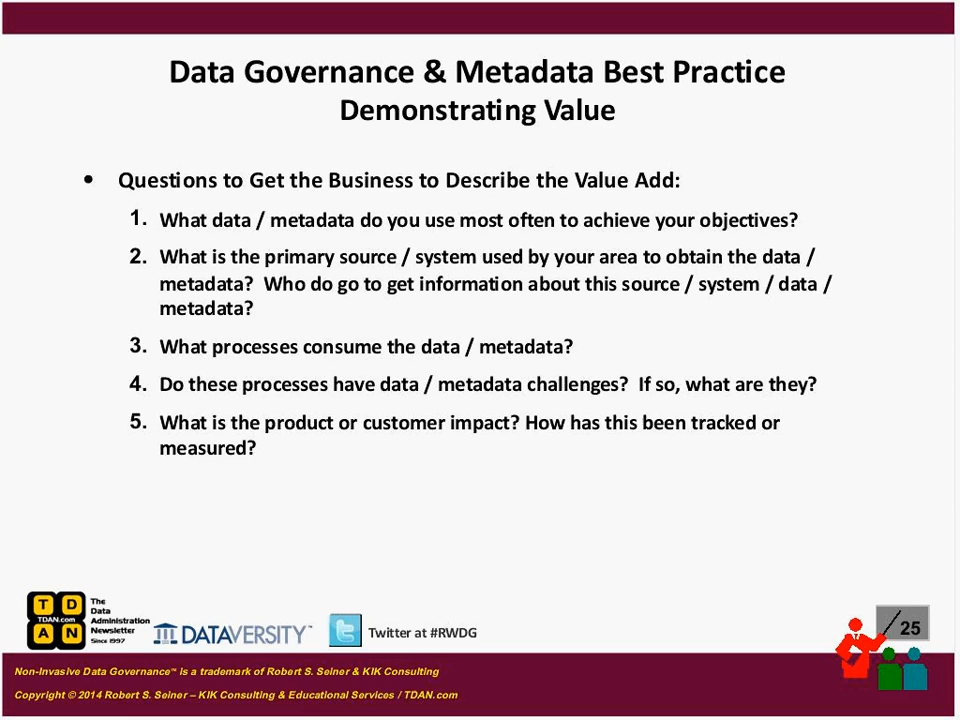 Data Governance & Metadata Best Practice
Demonstrating Value
• Questions to Get the Business to Describe the Value Add:
1. What data / metadata do you use most often to achieve your objectives?
2. What is the primary source / system used by your area to obtain the data /
metadata?  Who do go to get information about this source / system / data /
metadata?
3. What processes consume the data / metadata?
4. Do these processes have data / metadata challenges?  If so, what are they?
5. What is the product or customer impact? How has this been tracked or
measured?
T D
TDAN.com
A N
The
Data
Administration
Newsletter
Since 1997
DATAVERSITY™
Twitter at #RWDG
25
Non-Invasive Data Governance™ is a trademark of Robert S. Seiner & KIK Consulting
Copyright © 2014 Robert S. Seiner – KIK Consulting & Educational Services / TDAN.com